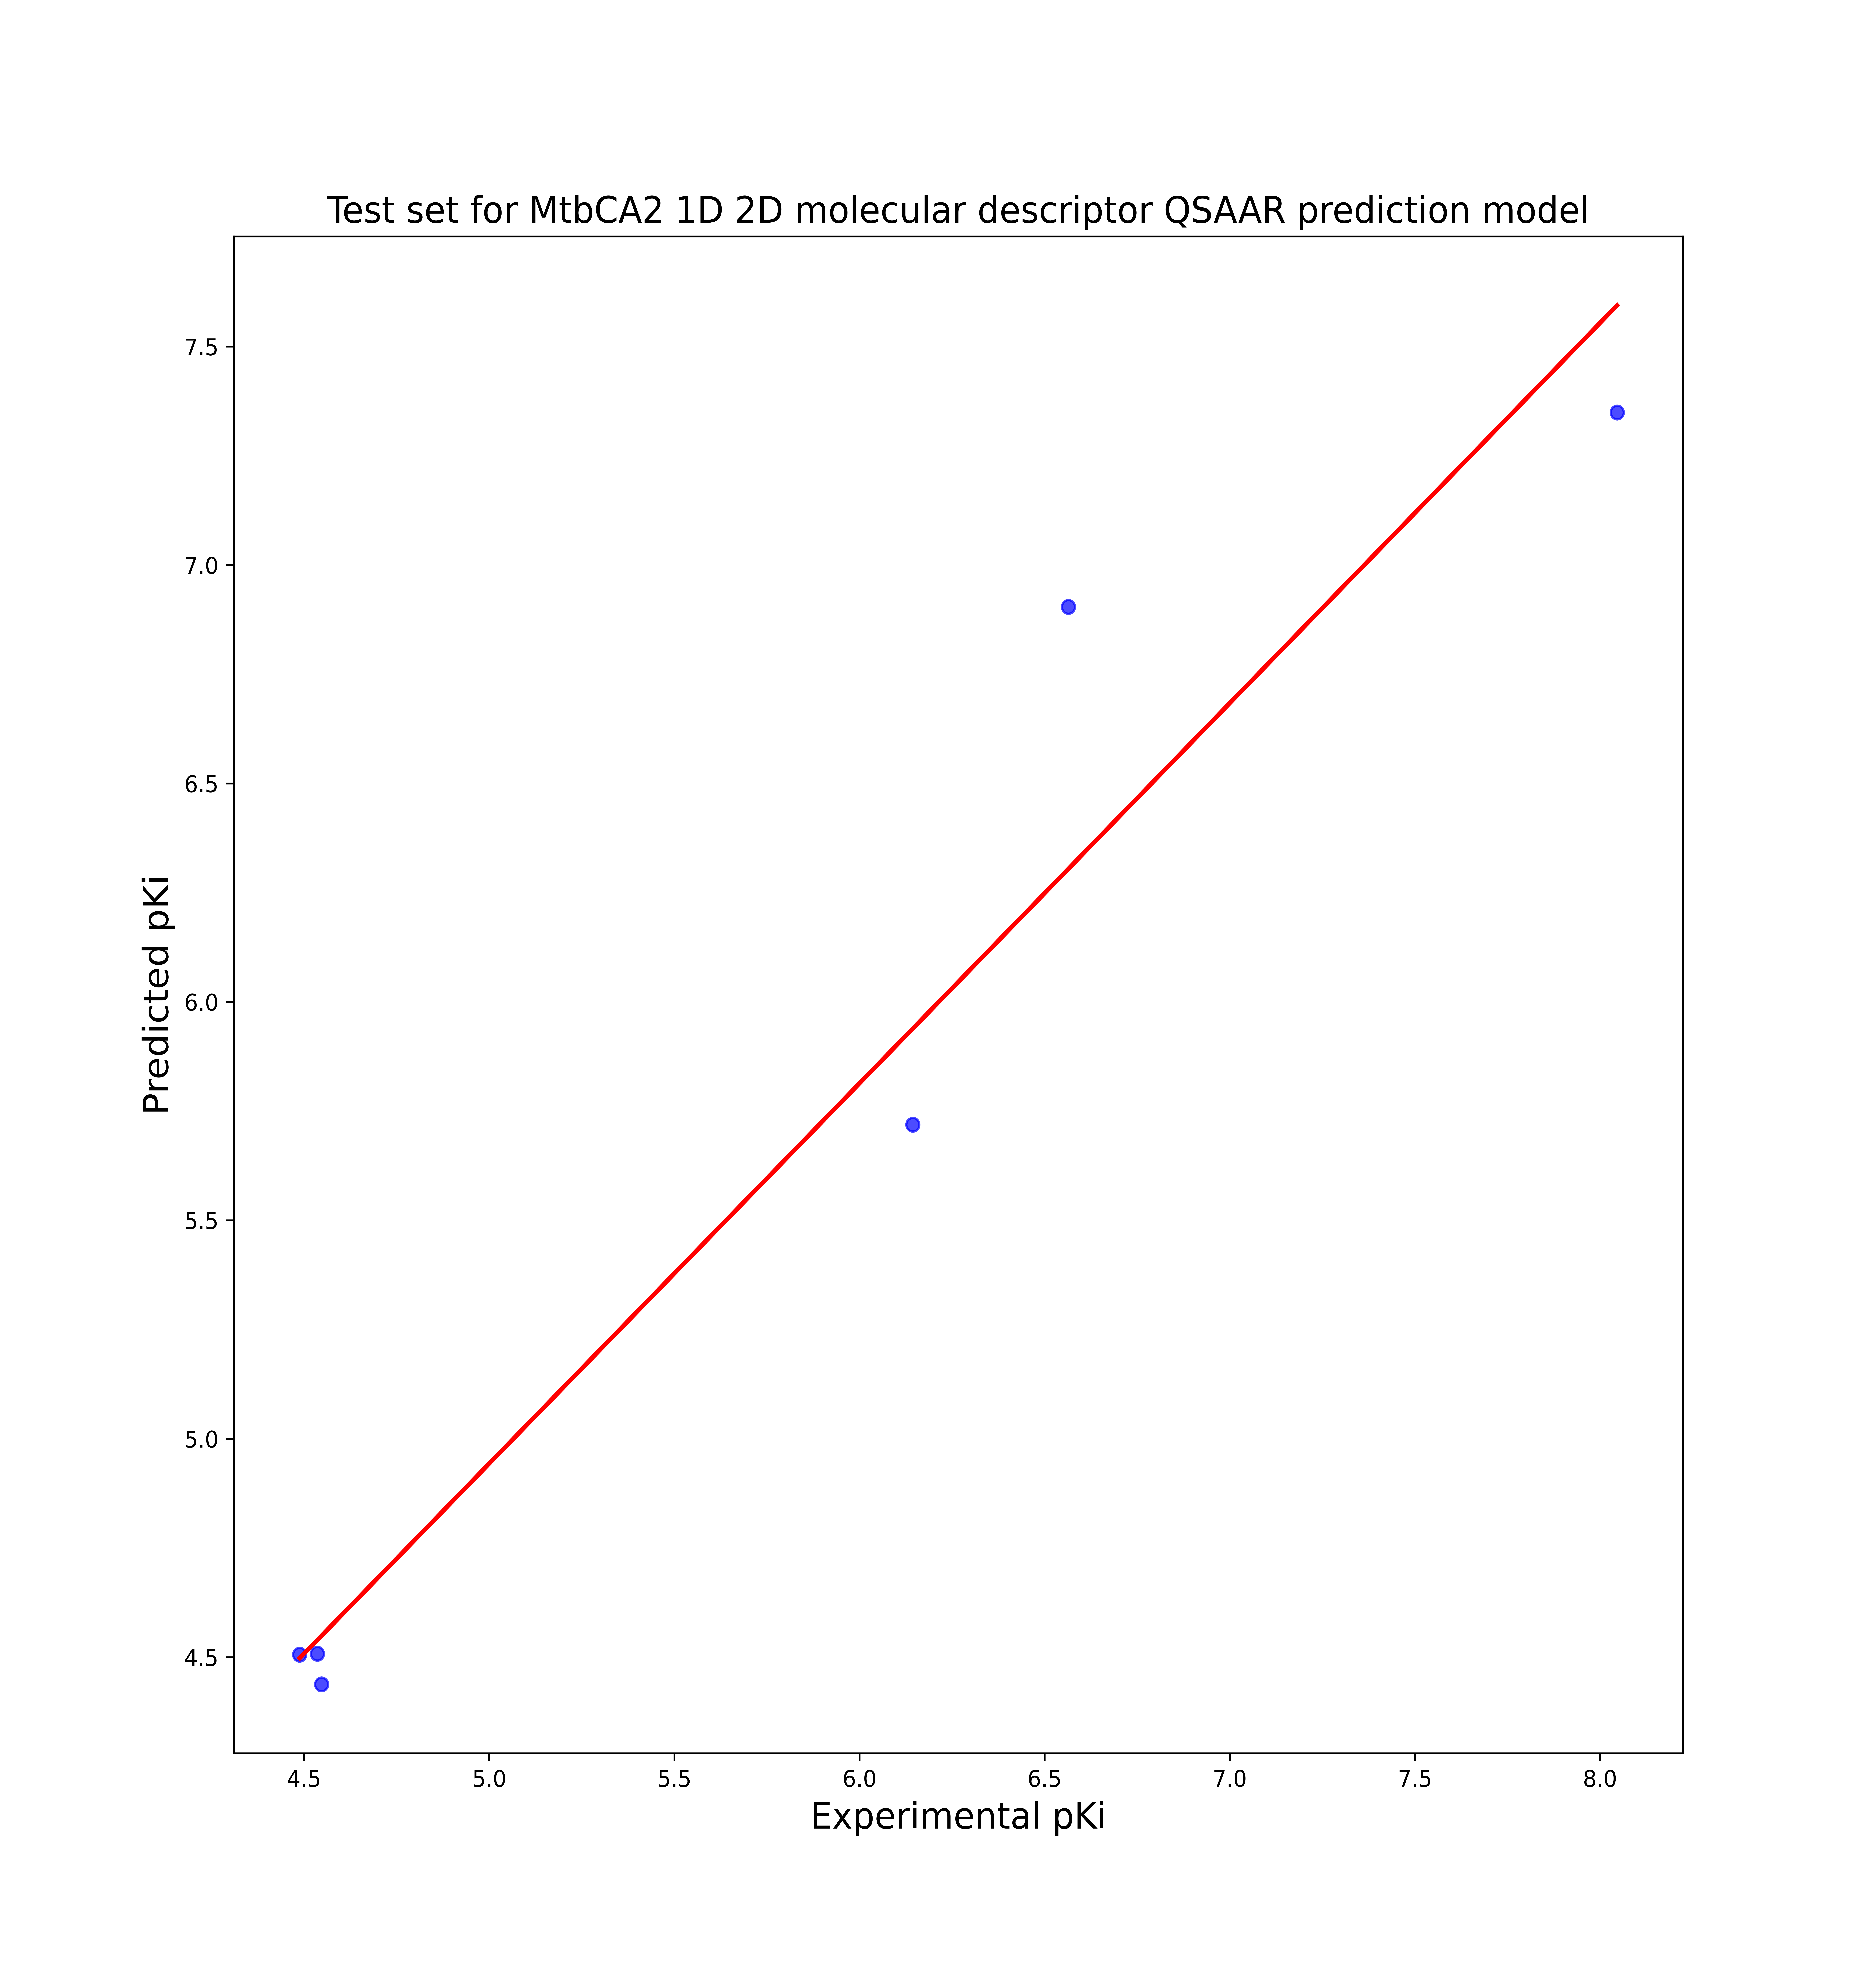 Test set for MtbCA2 1D 2D molecular descriptor QSAAR prediction model
7.5
7.0
6.5
6.0
5.5
5.0
4.5
Predicted pKi
4.5 5.0 5.5 6.0 6.5 7.0 7.5 8.0
Experimental pKi